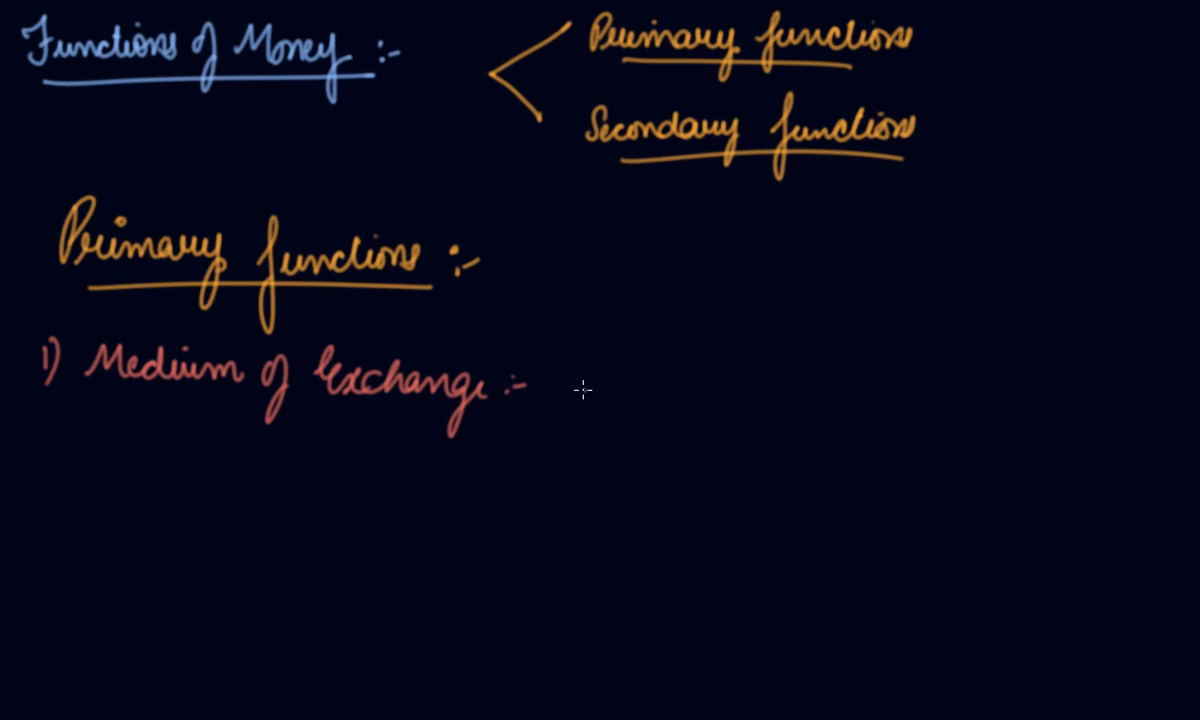 Functions of Money :-
Primary functions
Secondary functions
Primary functions :-
1) Medium of Exchange :-